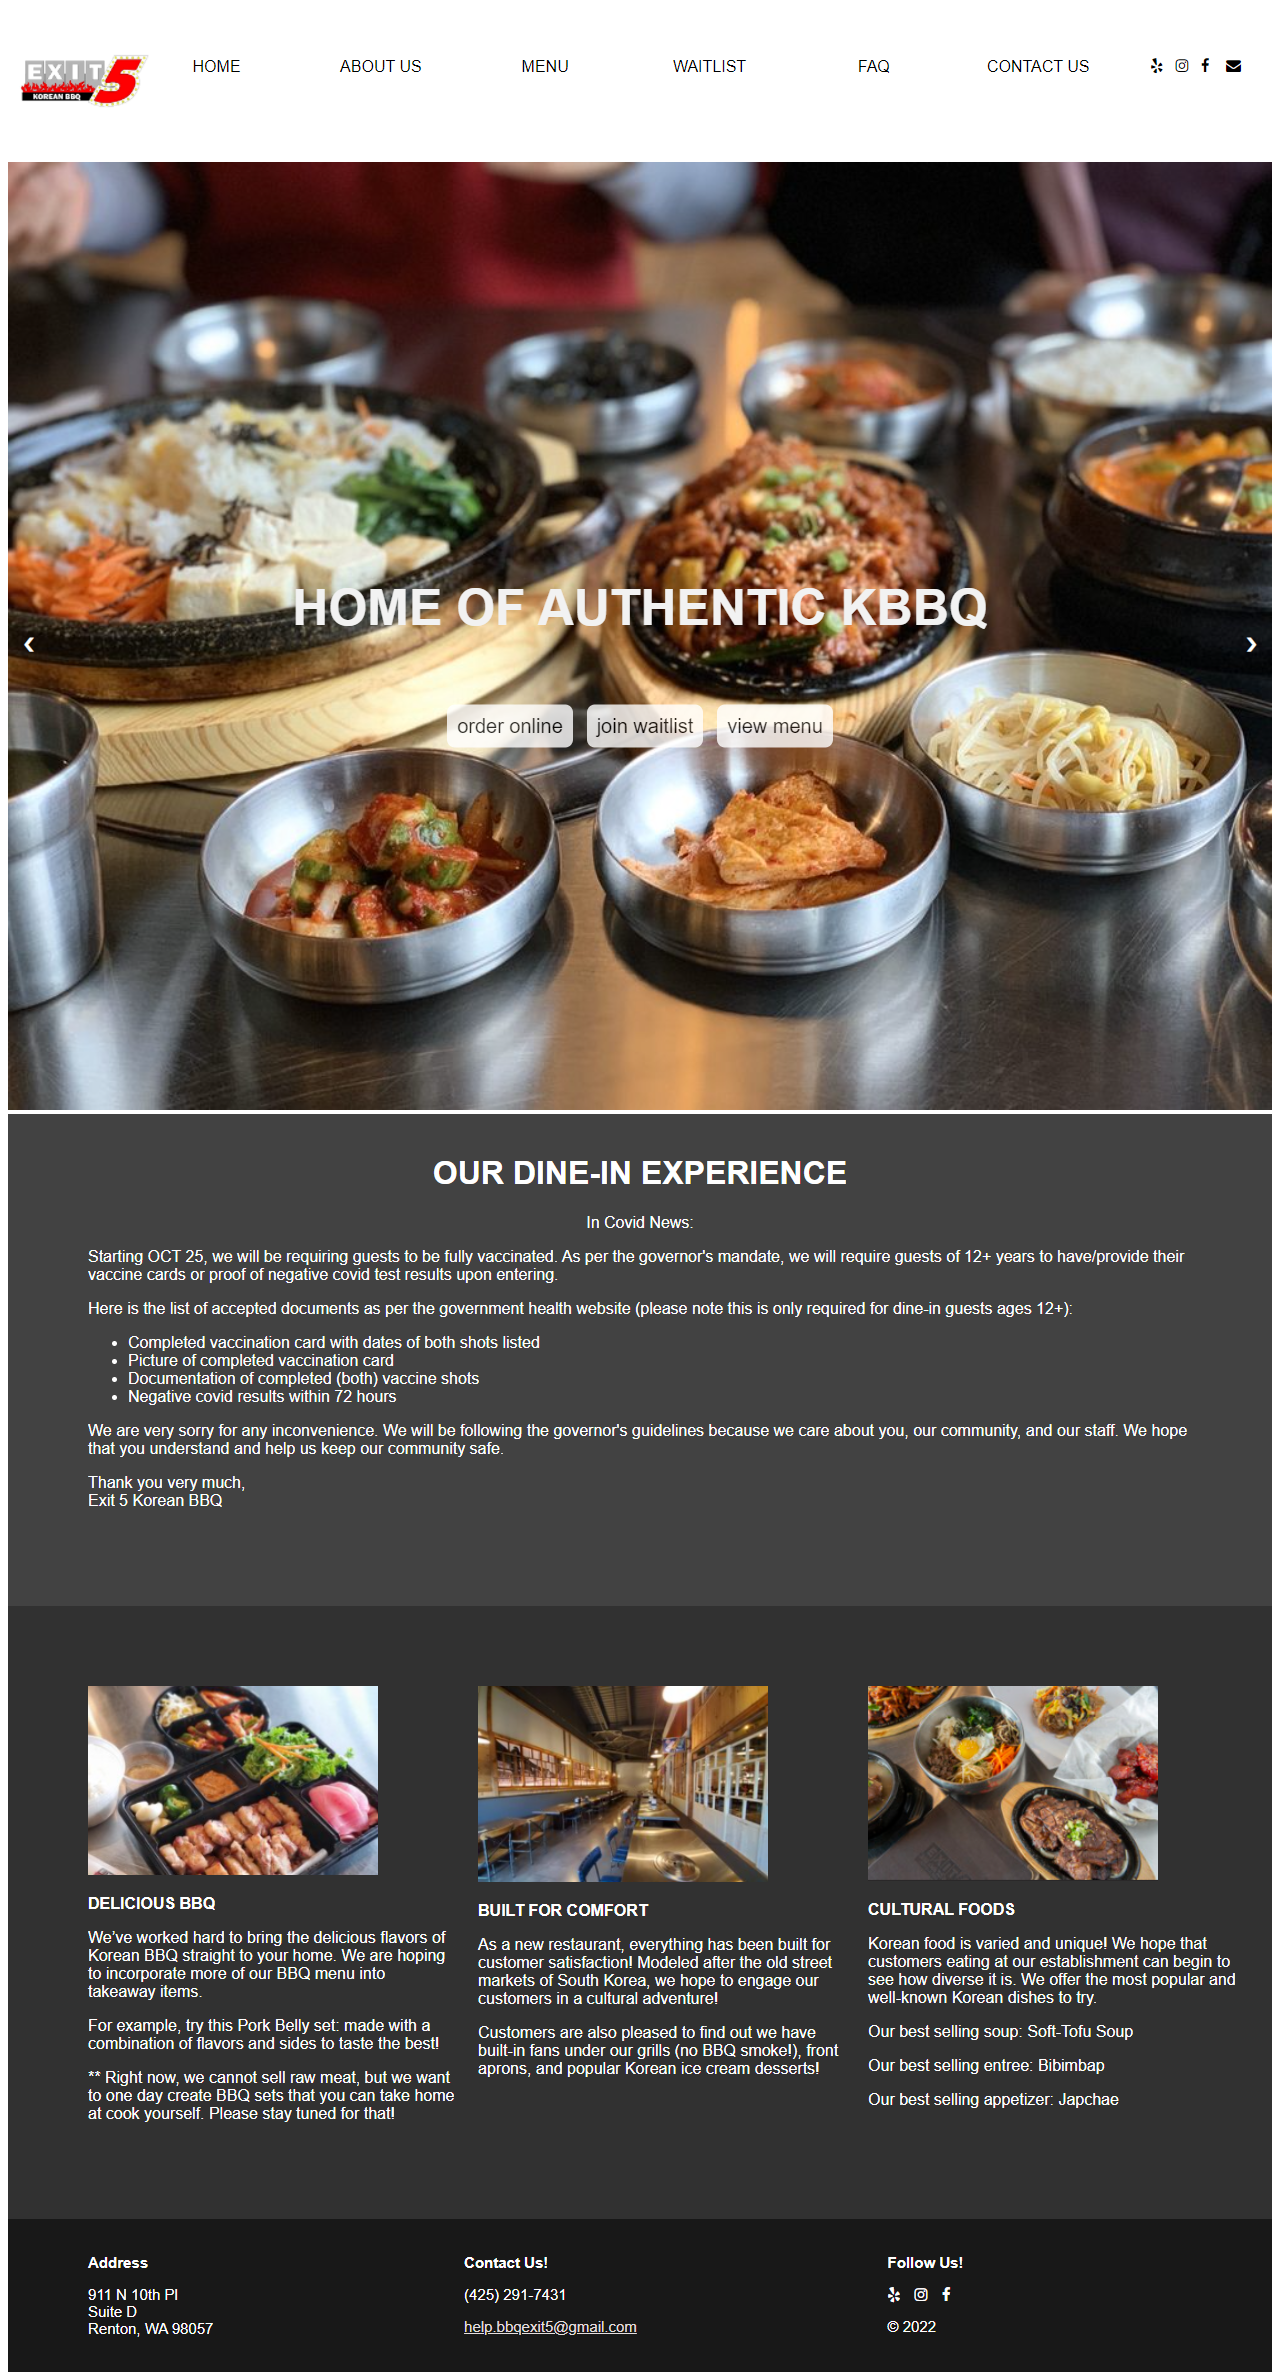 EXIT 5
KOREAN BBQ
HOME
ABOUT US
MENU
WAITLIST
FAQ
CONTACT US
HOME OF AUTHENTIC KBBQ
❮
❯
order online
join waitlist
view menu
OUR DINE-IN EXPERIENCE
In Covid News:
Starting OCT 25, we will be requiring guests to be fully vaccinated. As per the governor's mandate, we will require guests of 12+ years to have/provide their
vaccine cards or proof of negative covid test results upon entering.
Here is the list of accepted documents as per the government health website (please note this is only required for dine-in guests ages 12+):
• Completed vaccination card with dates of both shots listed
• Picture of completed vaccination card
• Documentation of completed (both) vaccine shots
• Negative covid results within 72 hours
We are very sorry for any inconvenience. We will be following the governor's guidelines because we care about you, our community, and our staff. We hope
that you understand and help us keep our community safe.
Thank you very much,
Exit 5 Korean BBQ
DELICIOUS BBQ
We've worked hard to bring the delicious flavors of
Korean BBQ straight to your home. We are hoping
to incorporate more of our BBQ menu into
takeaway items.
For example, try this Pork Belly set: made with a
combination of flavors and sides to taste the best!
** Right now, we cannot sell raw meat, but we want
to one day create BBQ sets that you can take home
at cook yourself. Please stay tuned for that!
BUILT FOR COMFORT
As a new restaurant, everything has been built for
customer satisfaction! Modeled after the old street
markets of South Korea, we hope to engage our
customers in a cultural adventure!
Customers are also pleased to find out we have
built-in fans under our grills (no BBQ smoke!), front
aprons, and popular Korean ice cream desserts!
CULTURAL FOODS
Korean food is varied and unique! We hope that
customers eating at our establishment can begin to
see how diverse it is. We offer the most popular and
well-known Korean dishes to try.
Our best selling soup: Soft-Tofu Soup
Our best selling entree: Bibimbap
Our best selling appetizer: Japchae
Address
911 N 10th Pl
Suite D
Renton, WA 98057
Contact Us!
(425) 291-7431
help.bbqexit5@gmail.com
Follow Us!
© 2022